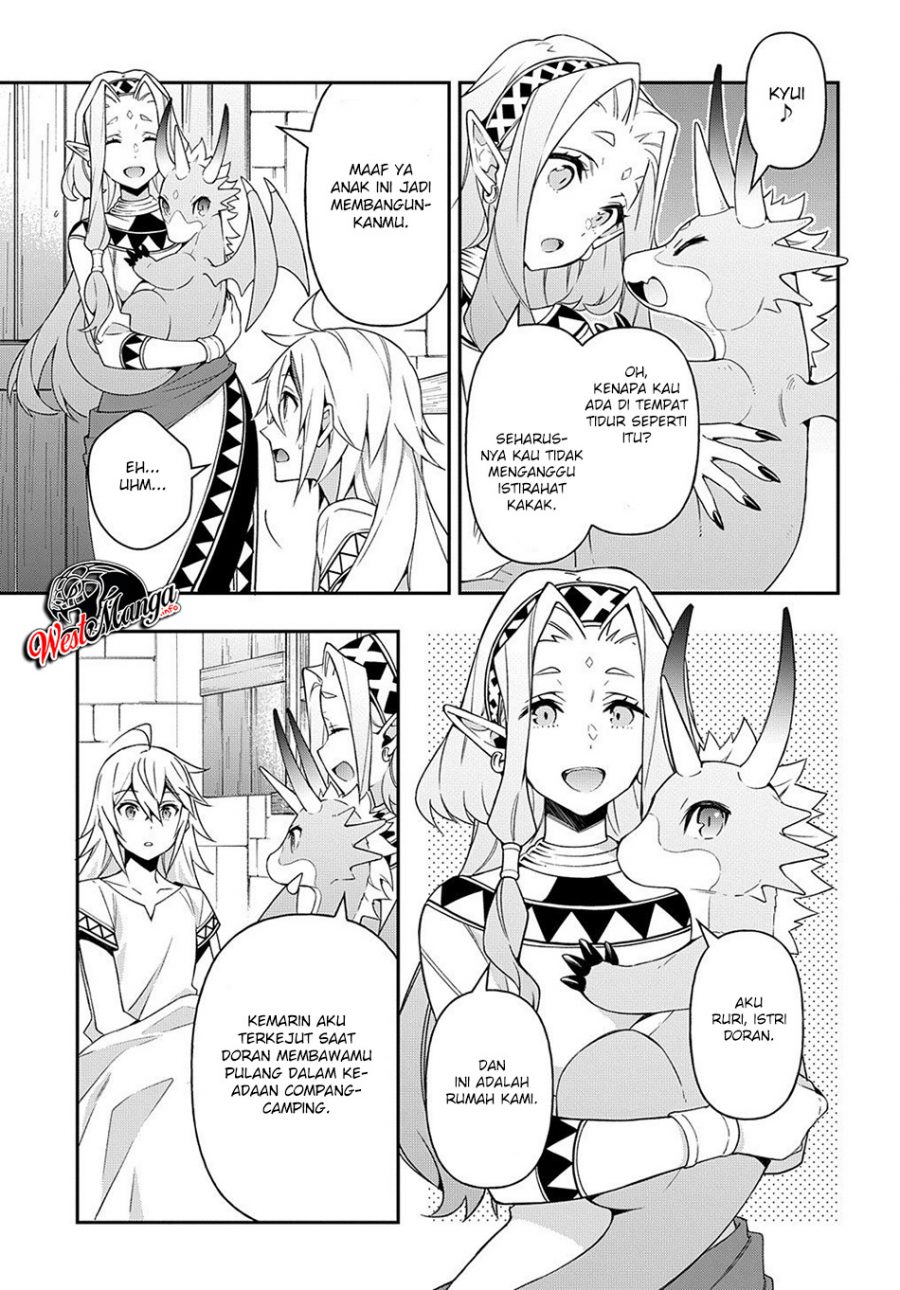 KYUI
♪
OH,
KENAPA KAU
ADA DI TEMPAT
TIDUR SEPERTI
ITU?
SEHARUS-
NYA KAU TIDAK
MENGANGGU
ISTIRAHAT
KAKAK.
MAAF YA
ANAK INI JADI
MEMBANGUN-
KANMU.
EH...
UHM...
WestManga
.info
AKU
RURI, ISTRI
DORAN.
DAN
INI ADALAH
RUMAH KAMI.
KEMARIN AKU
TERKEJUT SAAT
DORAN MEMBAWAMU
PULANG DALAM KE-
ADAAN COMPANG-
CAMPING.